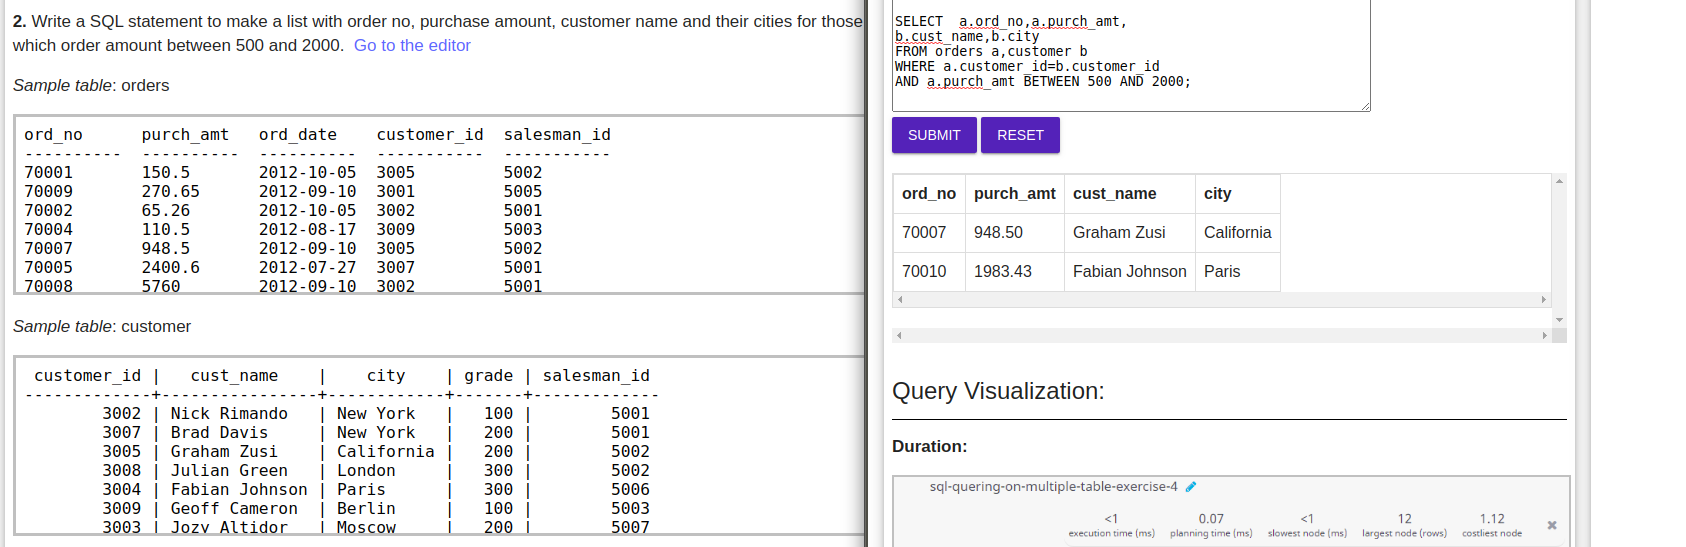 2. Write a SQL statement to make a list with order no, purchase amount, customer name and their cities for those
which order amount between 500 and 2000. Go to the editor
Sample table: orders
ord_no purch_amt ord_date customer_id salesman_id
---------- ---------- ---------- ----------- -----------
70001 150.5 2012-10-05 3005 5002
70009 270.65 2012-09-10 3001 5005
70002 65.26 2012-10-05 3002 5001
70004 110.5 2012-08-17 3009 5003
70007 948.5 2012-09-10 3005 5002
70005 2400.6 2012-07-27 3007 5001
70008 5760 2012-09-10 3002 5001
Sample table: customer
customer_id | cust_name | city | grade | salesman_id
-------------+----------------+------------+-------+-------------
3002 | Nick Rimando | New York | 100 | 5001
3007 | Brad Davis | New York | 200 | 5001
3005 | Graham Zusi | California | 200 | 5002
3008 | Julian Green | London | 300 | 5002
3004 | Fabian Johnson | Paris | 300 | 5006
3009 | Geoff Cameron | Berlin | 100 | 5003
3003 | Jozy Altidor | Moscow | 200 | 5007
SELECT a.ord_no,a.purch_amt,
b.cust_name,b.city
FROM orders a,customer b
WHERE a.customer_id=b.customer_id
AND a.purch_amt BETWEEN 500 AND 2000;
SUBMIT RESET
ord_no purch_amt cust_name city
70007 948.50 Graham Zusi California
70010 1983.43 Fabian Johnson Paris
Query Visualization:
Duration:
sql-quering-on-multiple-table-exercise-4
<1 0.07 <1 12 1.12
execution time (ms) planning time (ms) slowest node (ms) largest node (rows) costliest node